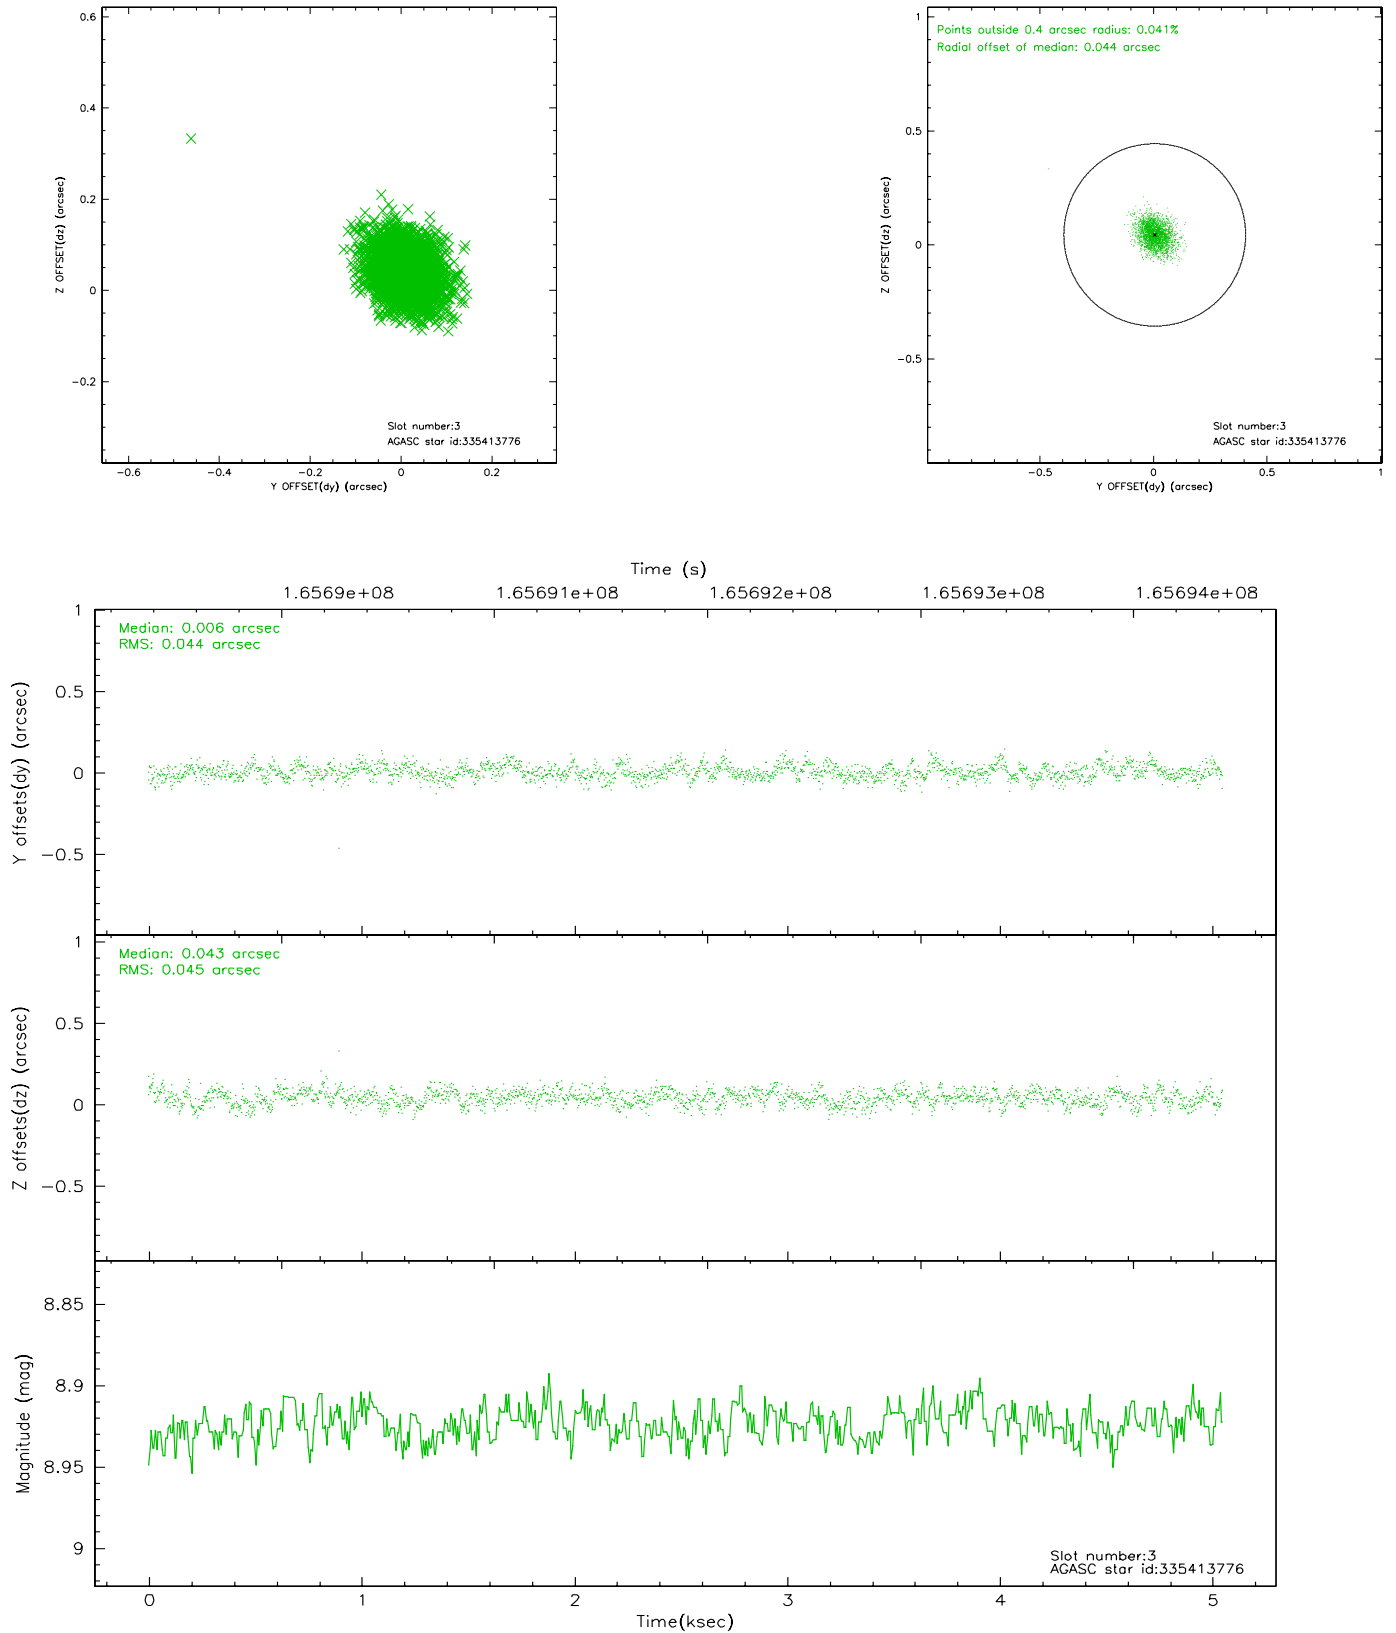 0.6
0.4
0.2
0
−0.2
Z OFFSET(dz) (arcsec)
−0.6
−0.4
−0.2
0
0.2
Y OFFSET(dy) (arcsec)
Slot number:3
AGASC star id:335413776
Points outside 0.4 arcsec radius: 0.041%
Radial offset of median: 0.044 arcsec
1
0.5
0
−0.5
Z OFFSET(dz) (arcsec)
−0.5
0
0.5
1
Y OFFSET(dy) (arcsec)
Slot number:3
AGASC star id:335413776
Time (s)
1.6569e+08
1.65691e+08
1.65692e+08
1.65693e+08
1.65694e+08
Median: 0.006 arcsec
RMS: 0.044 arcsec
1
0.5
0
−0.5
Y offsets(dy) (arcsec)
Median: 0.043 arcsec
RMS: 0.045 arcsec
1
0.5
0
−0.5
Z offsets(dz) (arcsec)
8.85
8.9
8.95
9
Magnitude (mag)
Slot number:3
AGASC star id:335413776
0
1
2
3
4
5
Time(ksec)